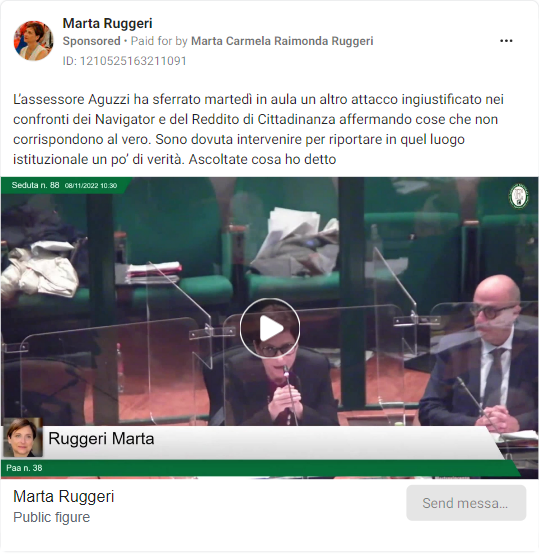 Marta Ruggeri
Sponsored • Paid for by Marta Carmela Raimonda Ruggeri
ID: 1210525163211091
L'assessore Aguzzi ha sferrato martedì in aula un altro attacco ingiustificato nei
confronti dei Navigator e del Reddito di Cittadinanza affermando cose che non
corrispondono al vero. Sono dovuta intervenire per riportare in quel luogo
istituzionale un po' di verità. Ascoltate cosa ho detto
Seduta n. 88 08/11/2022 10:30
Ruggeri Marta
Paa n. 38
Marta Ruggeri
Public figure
Send messa...